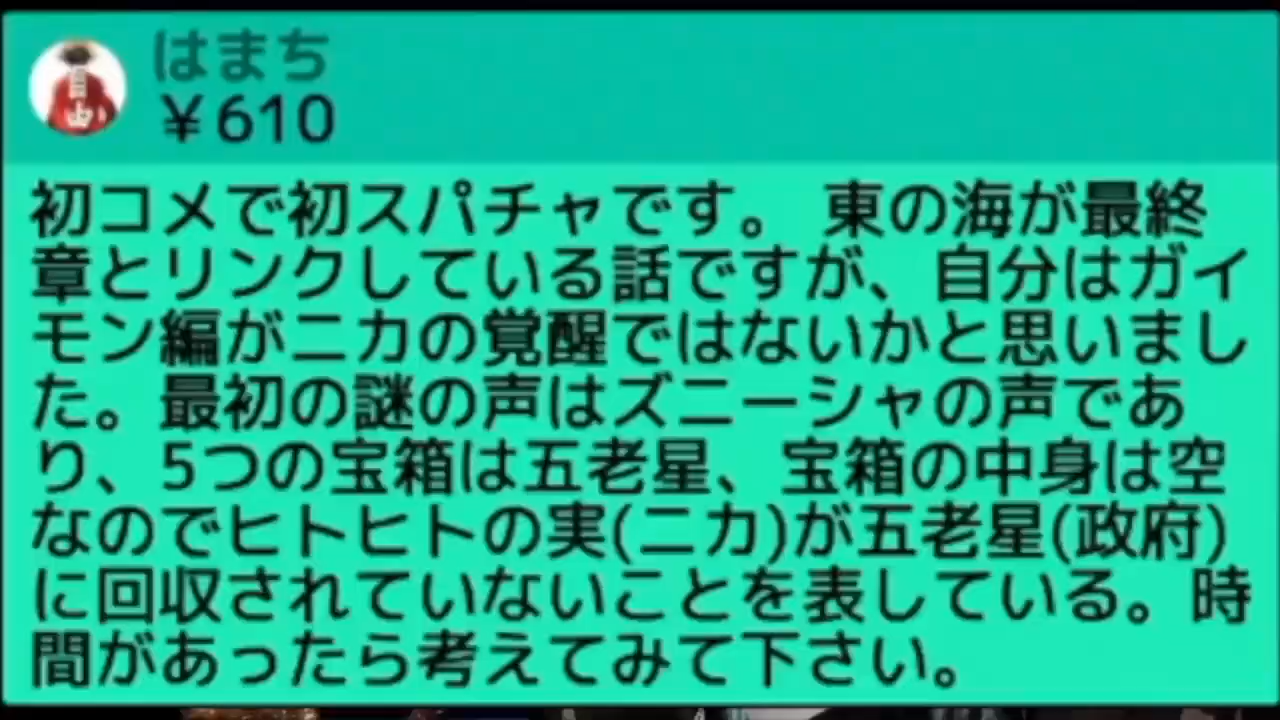 はまち
￥610
初コメで初スパチャです。 東の海が最終
章とリンクしている話ですが、自分はガイ
モン編がニカの覚醒ではないかと思いまし
た。最初の謎の声はズニーシャの声であ
り、5つの宝箱は五老星、宝箱の中身は空
なのでヒトヒトの実(ニカ)が五老星(政府)
に回収されていないことを表している。時
間があったら考えてみて下さい。